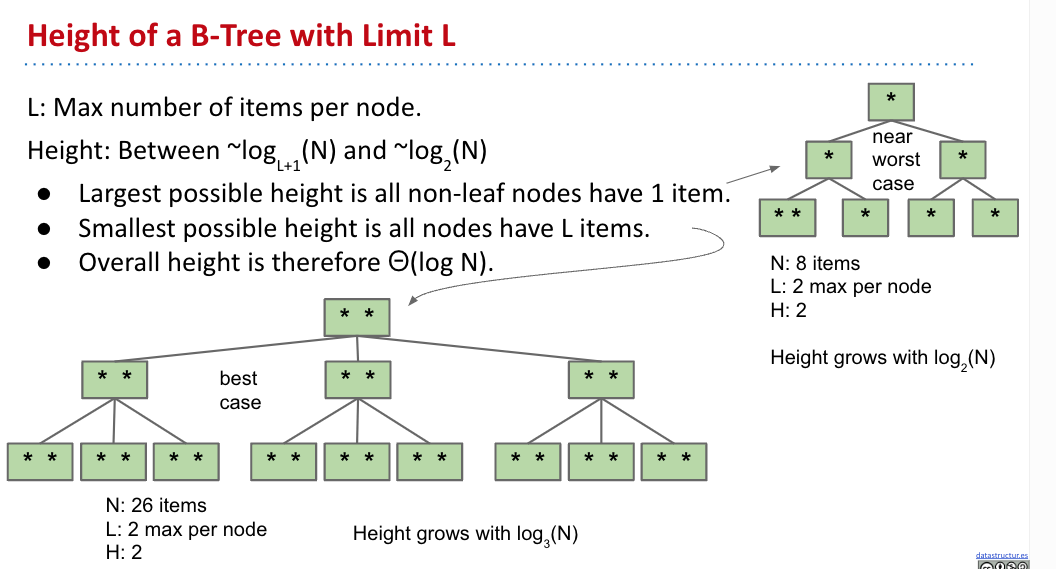 Height of a B-Tree with Limit L
L: Max number of items per node.
Height: Between ~log_{L+1}(N) and ~log_2(N)
● Largest possible height is all non-leaf nodes have 1 item.
● Smallest possible height is all nodes have L items.
● Overall height is therefore Θ(log N).
*
near
worst
case
* *
* * * * *
N: 8 items
L: 2 max per node
H: 2
Height grows with log_2(N)
* *
* * * * * *
best
case
* * * * * * * * * * * * * * * * * *
N: 26 items
L: 2 max per node
H: 2
Height grows with log_3(N)
datastructur.es